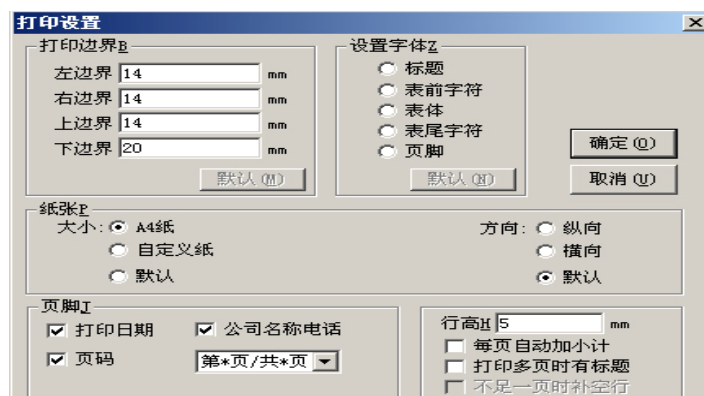 打印设置
打印边界B
左边界 14 mm
右边界 14 mm
上边界 14 mm
下边界 20 mm
默认(M)
设置字体Z
标题
表前字符
表体
表尾字符
页脚
默认(N)
确定(O)
取消(U)
纸张P
大小: A4纸
自定义纸
默认
方向: 纵向
横向
默认
页脚J
打印日期 公司名称电话
页码 第*页/共*页
行高H 5 mm
每页自动加小计
打印多页时有标题
不足一页时补空行